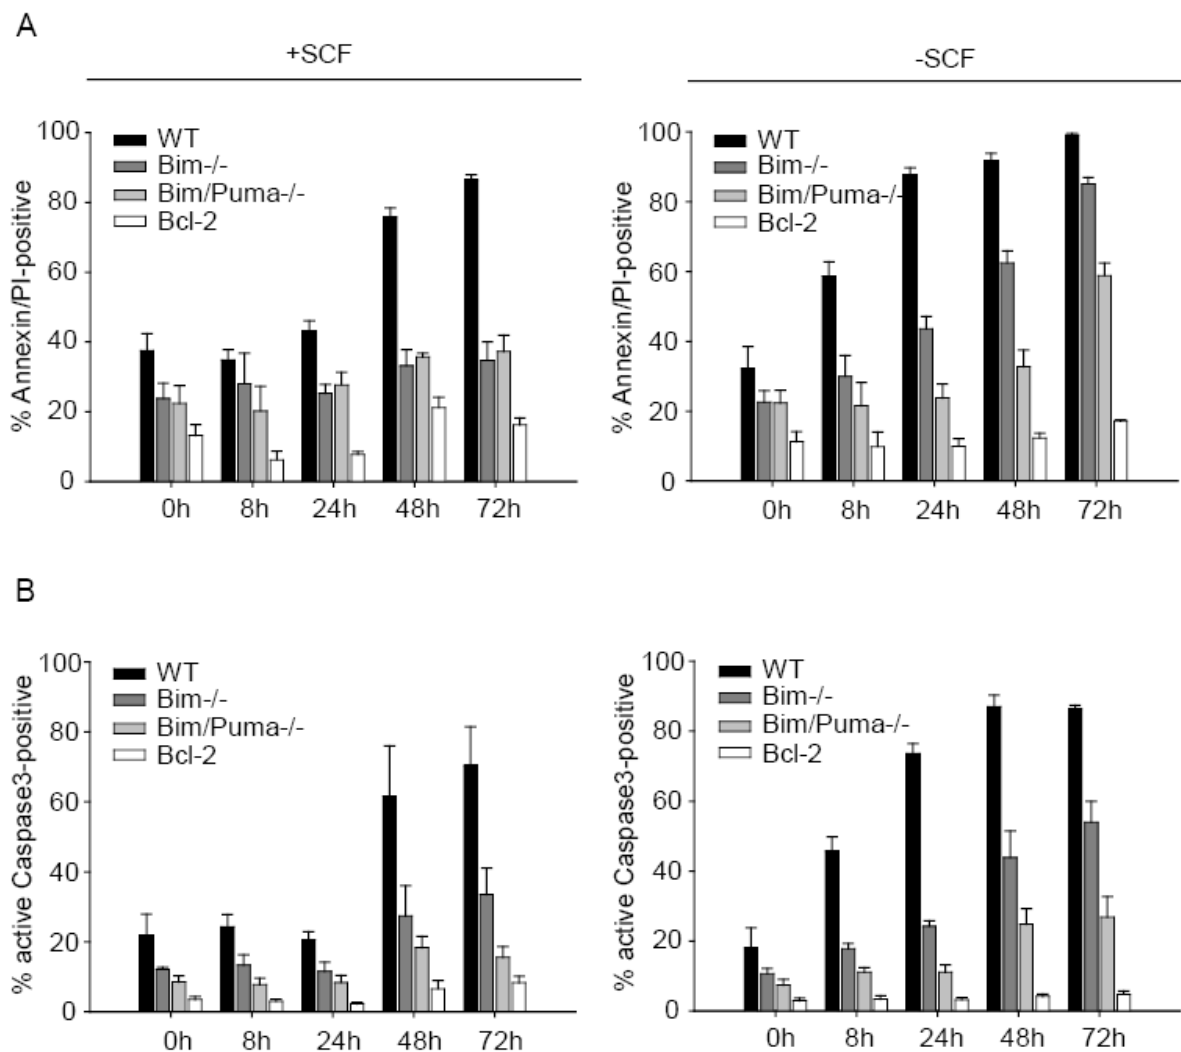 A
+SCF
-SCF
% Annexin/PI-positive
100
80
60
40
20
0
WT
Bim-/-
Bim/Puma-/-
Bcl-2
0h 8h 24h 48h 72h
% Annexin/PI-positive
100
80
60
40
20
0
WT
Bim-/-
Bim/Puma-/-
Bcl-2
0h 8h 24h 48h 72h
B
% active Caspase3-positive
100
80
60
40
20
0
WT
Bim-/-
Bim/Puma-/-
Bcl-2
0h 8h 24h 48h 72h
% active Caspase3-positive
100
80
60
40
20
0
WT
Bim-/-
Bim/Puma-/-
Bcl-2
0h 8h 24h 48h 72h